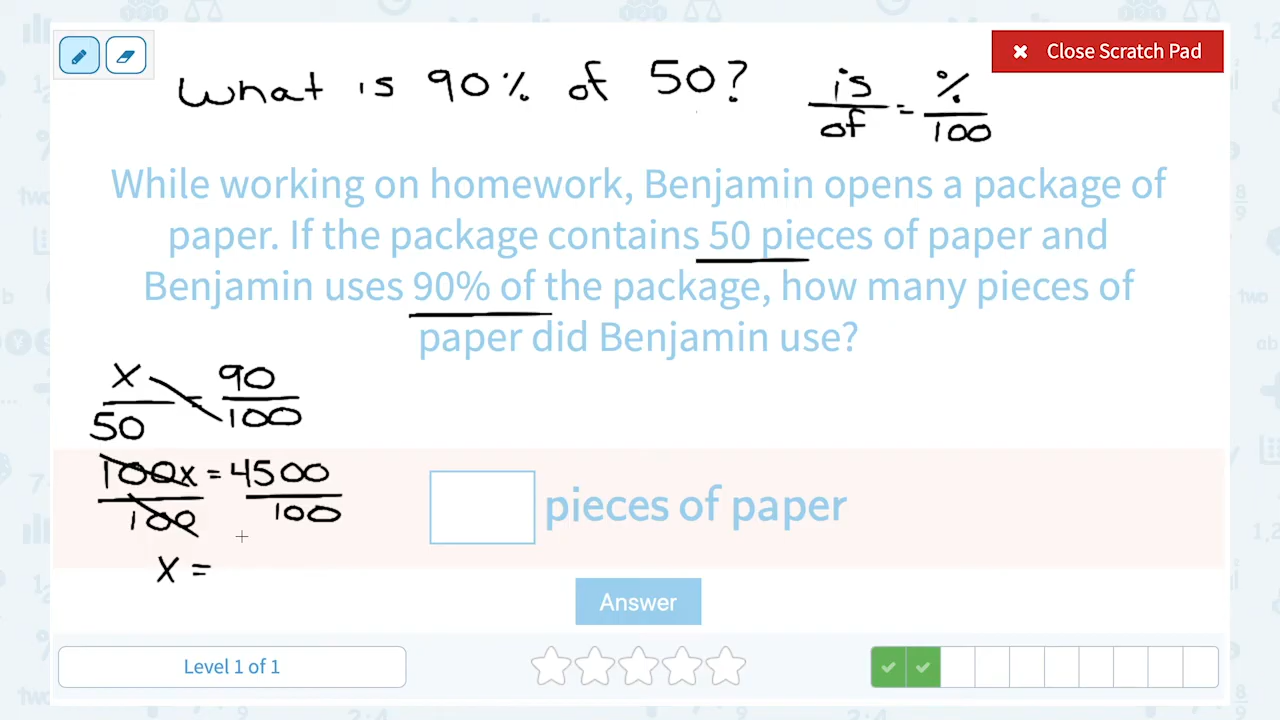 ✖ Close Scratch Pad
What is 90% of 50?
is/of = %/100
While working on homework, Benjamin opens a package of
paper. If the package contains 50 pieces of paper and
Benjamin uses 90% of the package, how many pieces of
paper did Benjamin use?
x/50 = 90/100
100x/100 = 4500/100
x =
pieces of paper
Answer
Level 1 of 1